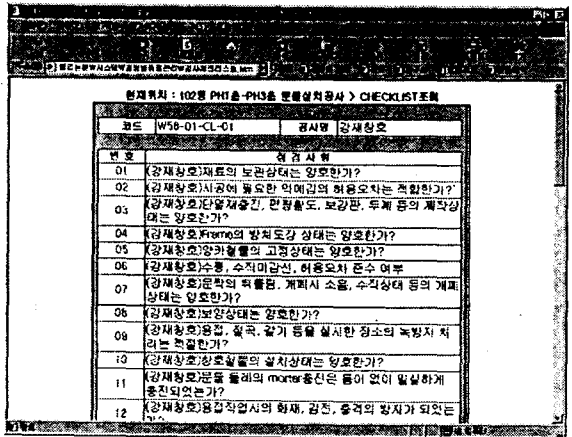 현재위치 : 102동 PH1층-PH3층 문틀설치공사 > CHECKLIST조회
코드 W58-01-CL-01 공사명 강재창호
번호 점검사항
01 (강재창호)재료의 보관상태는 양호한가?
02 (강재창호)시공에 필요한 허용오차는 적합한가?
03 (강재창호)단열재충진, 편평활도, 보강판, 두께 등의 제작상
태는 양호한가?
04 (강재창호)Frame의 방처도장 상태는 양호한가?
05 (강재창호)앙카철물의 고정상태는 양호한가?
06 (강재창호)수평, 수직미감선, 허용오차 준수 여부
07 (강재창호)문짝의 뒤틀림, 개폐시 소음, 수직상태 등의 개폐
상태는 양호한가?
08 (강재창호)보양상태는 양호한가?
09 (강재창호)용접, 절곡, 갈기 등을 실시한 장소의 녹방지 처
리는 적절한가?
10 (강재창호)창호철물의 설치상태는 양호한가?
11 (강재창호)문틀 둘레의 morter충진은 틈이 없이 밀실하게
충진되었는가?
12 (강재창호)용접작업시의 화재, 감전, 충격의 방지가 되었는